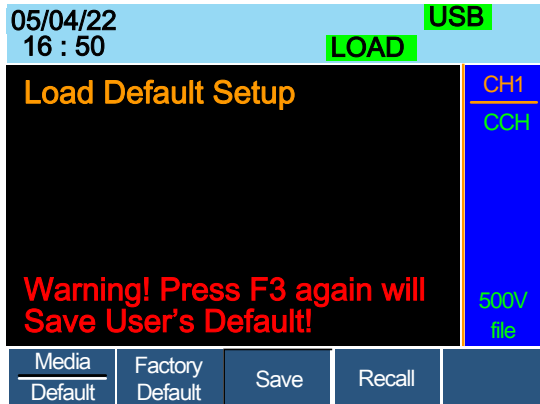 05/04/22
USB
16 : 50
LOAD
Load Default Setup
CH1
CCH
Warning! Press F3 again will
Save User's Default!
500V
file
Media
Default
Factory
Default
Save
Recall